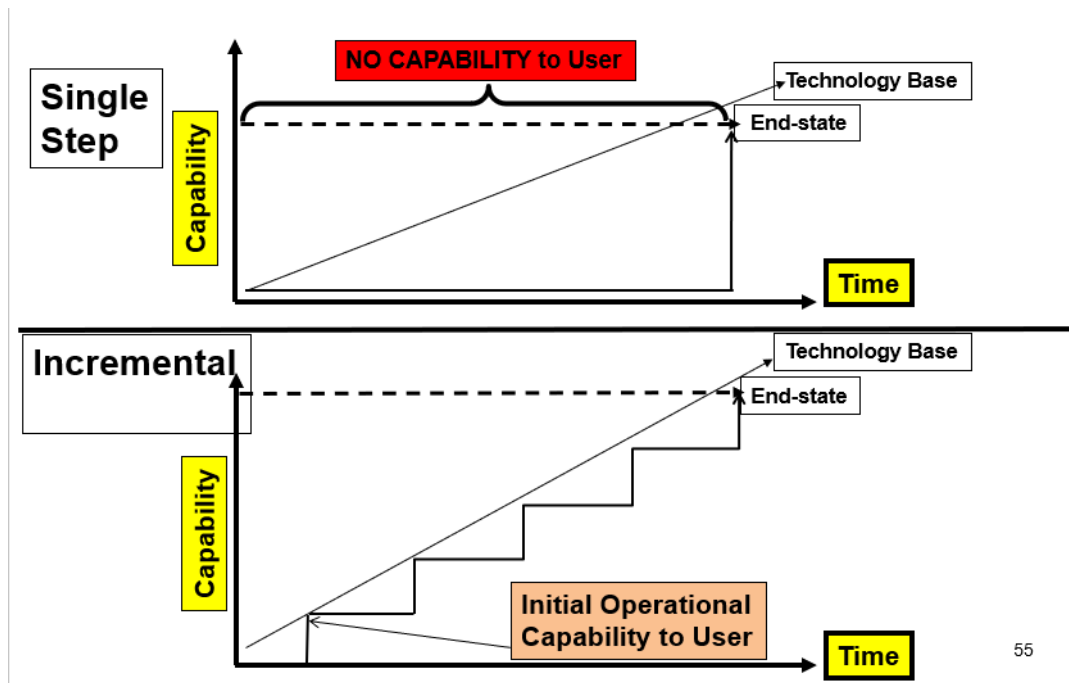 NO CAPABILITY to User
Single
Step
Capability
Technology Base
End-state
Time
Incremental
Capability
Technology Base
End-state
Initial Operational
Capability to User
Time
55